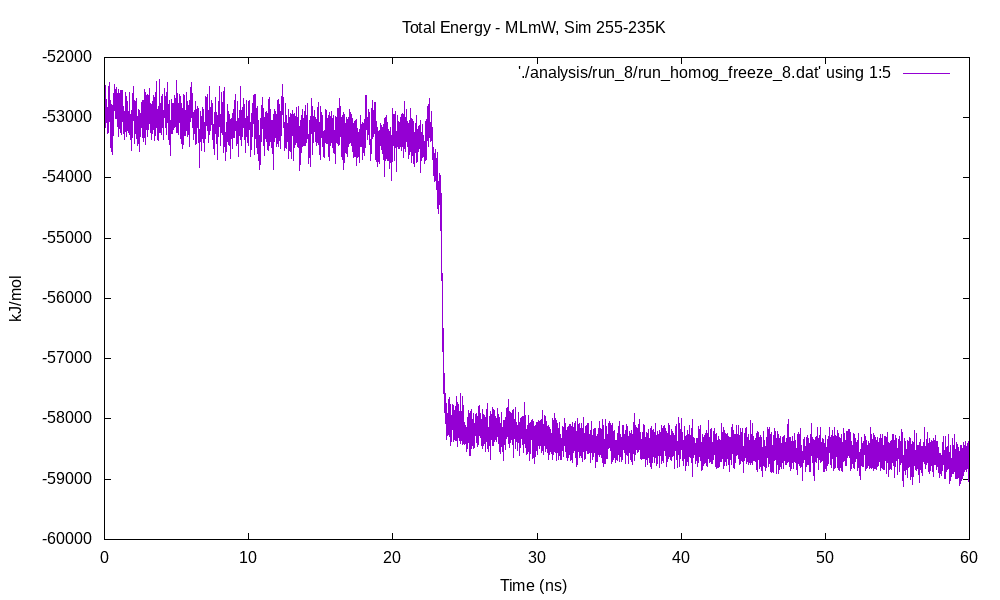 Total Energy - MLmW, Sim 255-235K
'./analysis/run_8/run_homog_freeze_8.dat' using 1:5
-52000
-53000
-54000
-55000
-56000
-57000
-58000
-59000
-60000
kJ/mol
0 10 20 30 40 50 60
Time (ns)